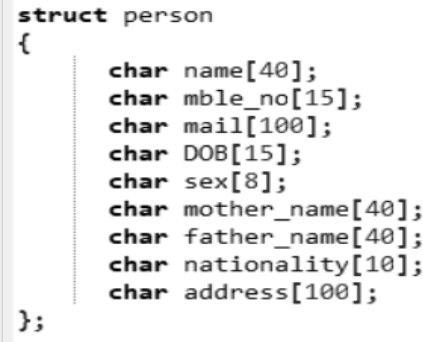 struct person
{
char name[40];
char mble_no[15];
char mail[100];
char DOB[15];
char sex[8];
char mother_name[40];
char father_name[40];
char nationality[10];
char address[100];
};